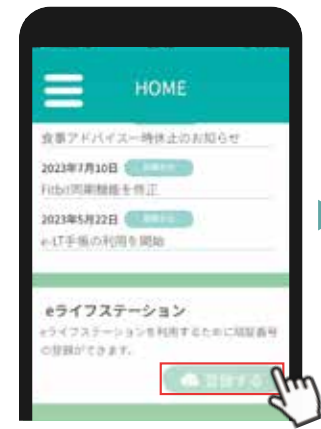 HOME
食事アドバイス一時休止のお知らせ
2023年7月10日
Fitbit同期機能を修正
2023年5月22日
e-LT手帳の利用を開始
eライフステーション
eライフステーションを利用するために認証番号
の登録ができます。
登録する